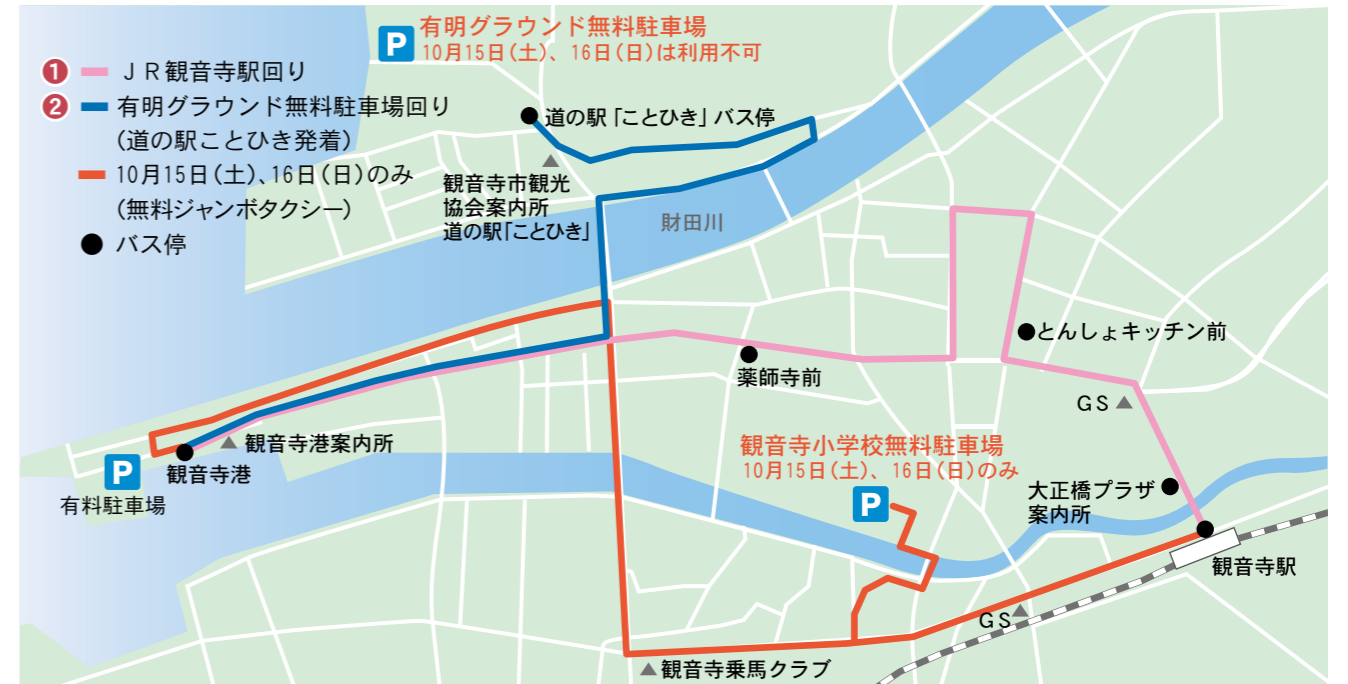 P 有明グラウンド無料駐車場
10月15日(土)、16日(日)は利用不可
❶ JR観音寺駅回り
❷ 有明グラウンド無料駐車場回り
(道の駅ことひき発着)
10月15日(土)、16日(日)のみ
(無料ジャンボタクシー)
バス停
道の駅「ことひき」バス停
観音寺市観光
協会案内所
道の駅「ことひき」
財田川
とんしょキッチン前
薬師寺前
GS
観音寺港案内所
観音寺港
P
有料駐車場
観音寺小学校無料駐車場
10月15日(土)、16日(日)のみ
P
大正橋プラザ
案内所
観音寺駅
GS
観音寺乗馬クラブ